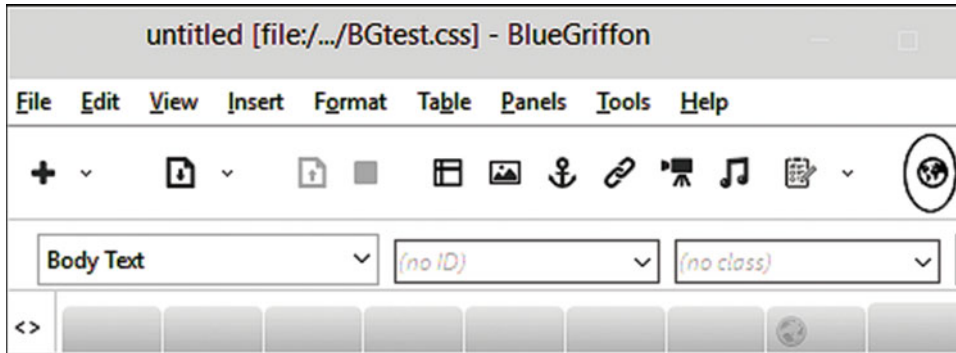 untitled [file:/.../BGtest.css] - BlueGriffon
File Edit View Insert Format Table Panels Tools Help
Body Text (no ID) (no class)
<>